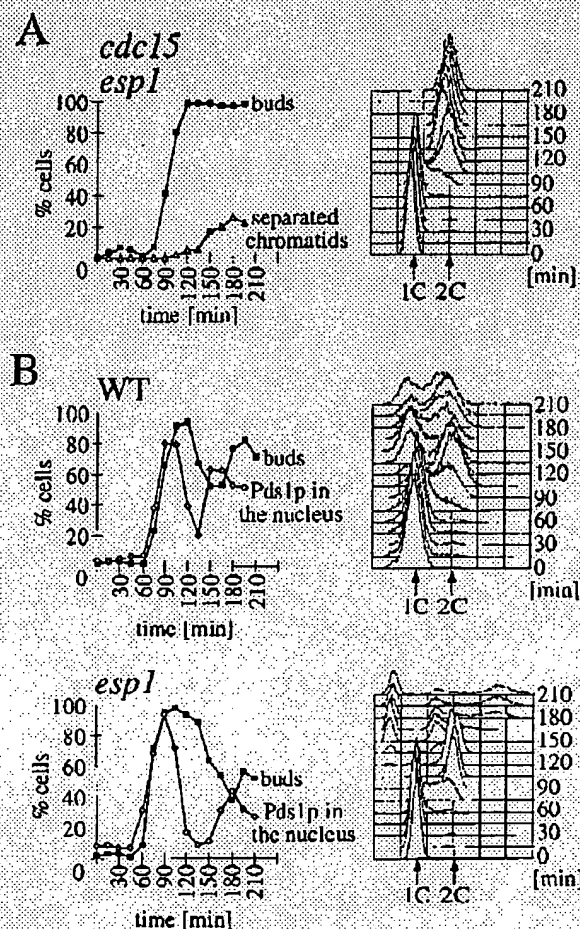 A
cdc15
esp1
100
80
60
40
20
0
% cells
buds
separated
chromatids
30
60
90
120
150
180
210
time [min]
210
180
150
120
90
60
30
0
[min]
1C 2C
B
WT
100
80
60
40
20
0
% cells
buds
Pds1p in
the nucleus
30
60
90
120
150
180
210
time [min]
210
180
150
120
90
60
30
0
[min]
1C 2C
esp1
100
80
60
40
20
0
% cells
buds
Pds1p in
the nucleus
30
60
90
120
150
180
210
time [min]
210
180
150
120
90
60
30
0
[min]
1C 2C